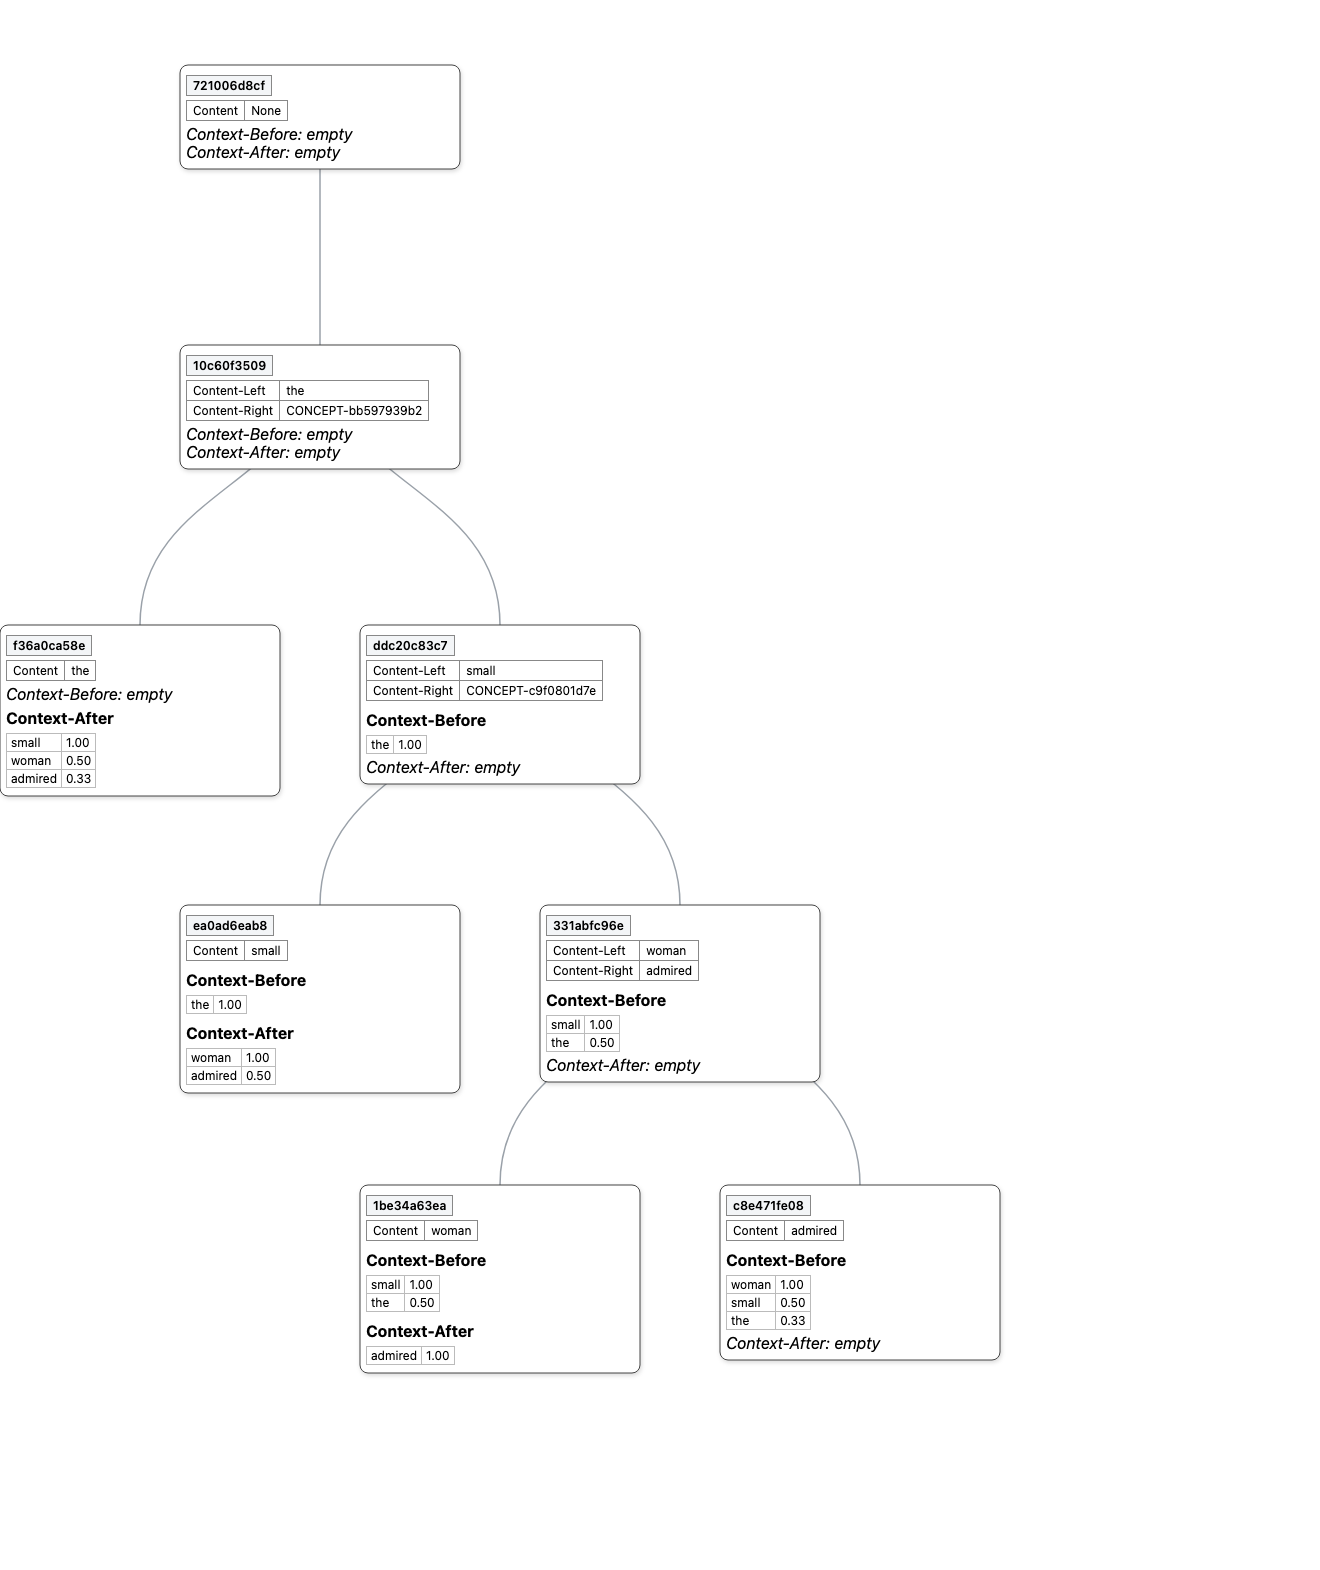 721006d8cf
Content None
Context-Before: empty
Context-After: empty
10c60f3509
Content-Left the
Content-Right CONCEPT-bb597939b2
Context-Before: empty
Context-After: empty
f36a0ca58e
Content the
Context-Before: empty
Context-After
small 1.00
woman 0.50
admired 0.33
ddc20c83c7
Content-Left small
Content-Right CONCEPT-c9f0801d7e
Context-Before
the 1.00
Context-After: empty
ea0ad6eab8
Content small
Context-Before
the 1.00
Context-After
woman 1.00
admired 0.50
331abfc96e
Content-Left woman
Content-Right admired
Context-Before
small 1.00
the 0.50
Context-After: empty
1be34a63ea
Content woman
Context-Before
small 1.00
the 0.50
Context-After
admired 1.00
c8e471fe08
Content admired
Context-Before
woman 1.00
small 0.50
the 0.33
Context-After: empty